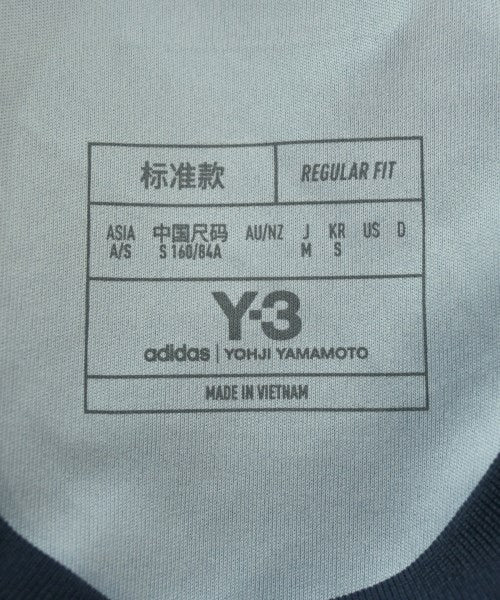 标准款 REGULAR FIT
ASIA 中国尺码 AU/NZ J KR US D
A/S S 160/84A M S
Y-3
adidas | YOHJI YAMAMOTO
MADE IN VIETNAM